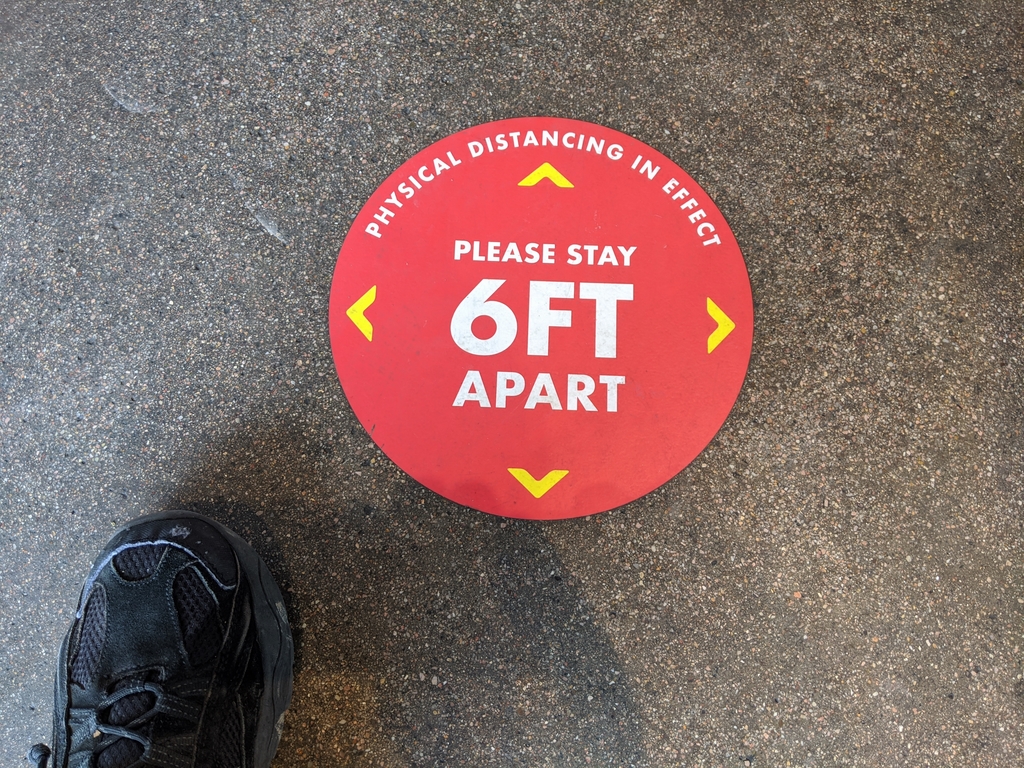 PHYSICAL DISTANCING IN EFFECT
PLEASE STAY
6FT
APART